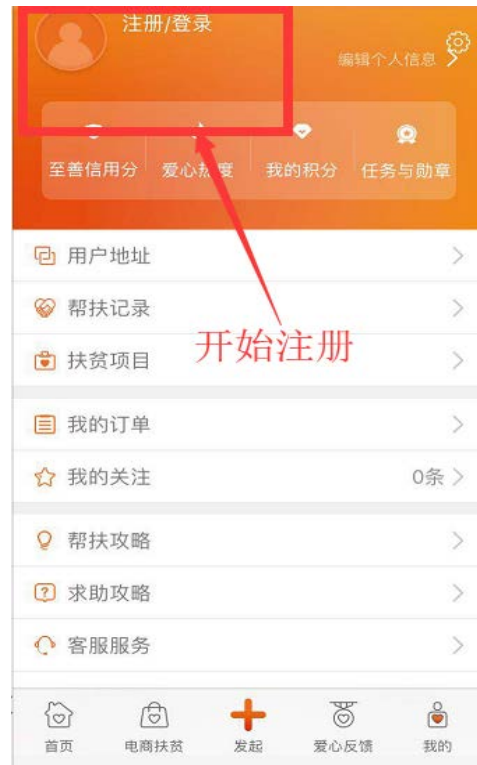 注册/登录
编辑个人信息
至善信用分 爱心热度 我的积分 任务与勋章
用户地址
帮扶记录
开始注册
扶贫项目
我的订单
我的关注 0条
帮扶攻略
求助攻略
客服服务
首页 电商扶贫 发起 爱心反馈 我的